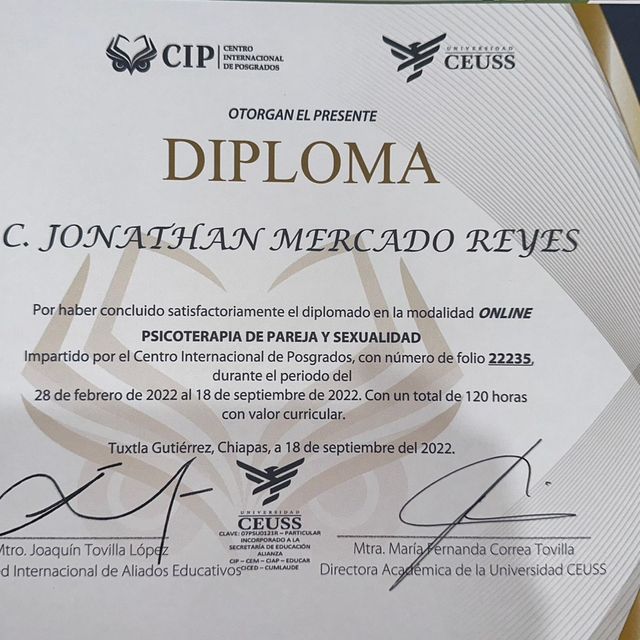 CIP CENTRO
INTERNACIONAL
DE POSGRADOS
UNIVERSIDAD
CEUSS
OTORGAN EL PRESENTE
DIPLOMA
C. JONATHAN MERCADO REYES
Por haber concluido satisfactoriamente el diplomado en la modalidad ONLINE
PSICOTERAPIA DE PAREJA Y SEXUALIDAD
Impartido por el Centro Internacional de Posgrados, con número de folio 22235,
durante el periodo del
28 de febrero de 2022 al 18 de septiembre de 2022. Con un total de 120 horas
con valor curricular.
Tuxtla Gutiérrez, Chiapas, a 18 de septiembre del 2022.
UNIVERSIDAD
CEUSS
CLAVE: 07PSU0121R - PARTICULAR
INCORPORADO A LA
SECRETARÍA DE EDUCACIÓN
ALIANZA
CIP - CEM - CIAP - EDUCAR
CICED - CUMLAUDE
Mtro. Joaquín Tovilla López
d Internacional de Aliados Educativos
Mtra. María Fernanda Correa Tovilla
Directora Académica de la Universidad CEUSS